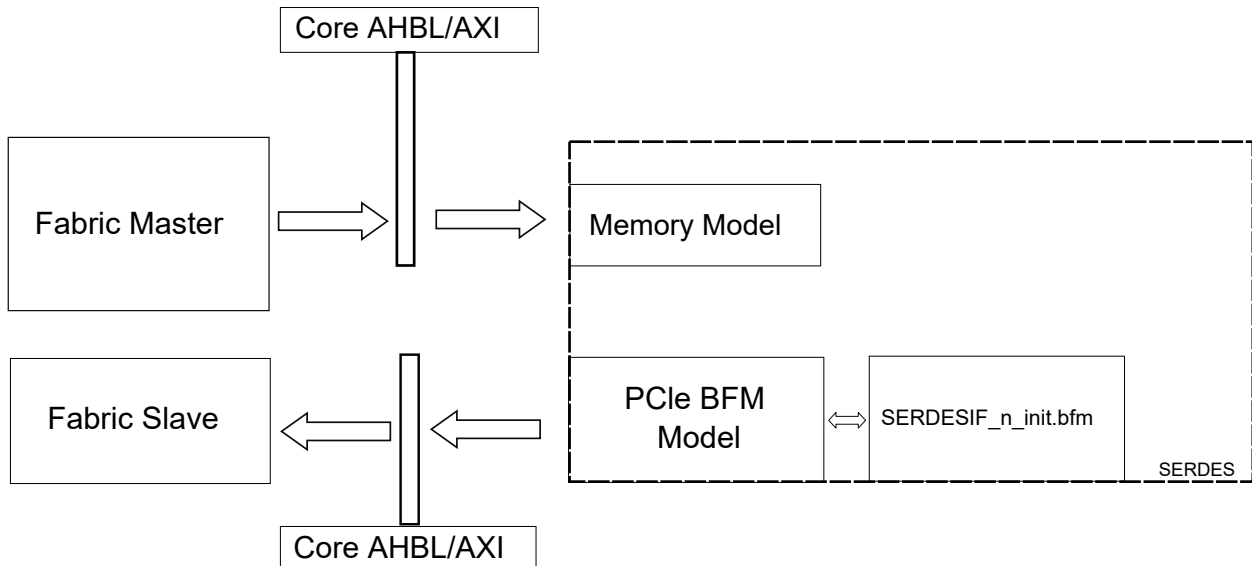 Core AHBL/AXI
Fabric Master
Memory Model
Fabric Slave
PCIe BFM
Model
SERDESIF_n_init.bfm
SERDES
Core AHBL/AXI